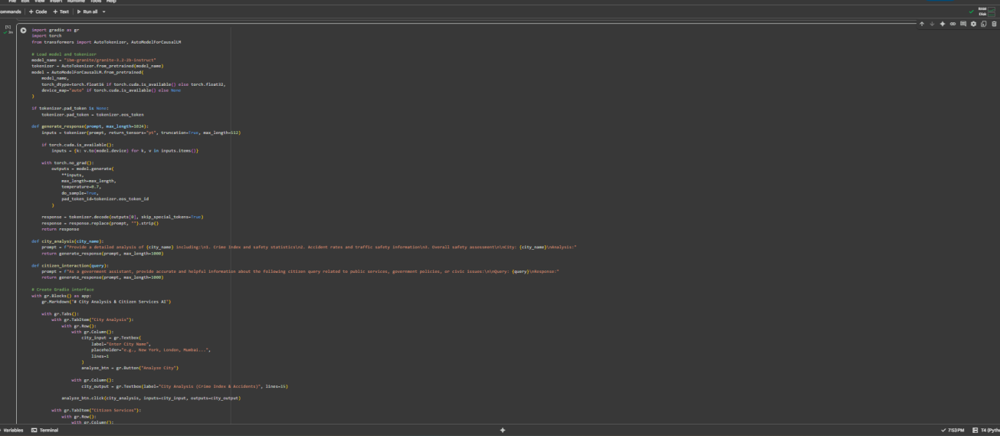 File Edit View Insert Runtime Tools Help
ommands + Code + Text Run all
RAM
Disk
[5]
import gradio as gr
import torch
from transformers import AutoTokenizer, AutoModelForCausalLM
# Load model and tokenizer
model_name = "ibm-granite/granite-3.2-2b-instruct"
tokenizer = AutoTokenizer.from_pretrained(model_name)
model = AutoModelForCausalLM.from_pretrained(
model_name,
torch_dtype=torch.float16 if torch.cuda.is_available() else torch.float32,
device_map="auto" if torch.cuda.is_available() else None
)
if tokenizer.pad_token is None:
tokenizer.pad_token = tokenizer.eos_token
def generate_response(prompt, max_length=1024):
inputs = tokenizer(prompt, return_tensors="pt", truncation=True, max_length=512)
if torch.cuda.is_available():
inputs = {k: v.to(model.device) for k, v in inputs.items()}
with torch.no_grad():
outputs = model.generate(
**inputs,
max_length=max_length,
temperature=0.7,
do_sample=True,
pad_token_id=tokenizer.eos_token_id
)
response = tokenizer.decode(outputs[0], skip_special_tokens=True)
response = response.replace(prompt, "").strip()
return response
def city_analysis(city_name):
prompt = f"Provide a detailed analysis of {city_name} including:\n1. Crime Index and safety statistics\n2. Accident rates and traffic safety information\n3. Overall safety assessment\n\nCity: {city_name}\nAnalysis:"
return generate_response(prompt, max_length=1000)
def citizen_interaction(query):
prompt = f"As a government assistant, provide accurate and helpful information about the following citizen query related to public services, government policies, or civic issues:\n\nQuery: {query}\nResponse:"
return generate_response(prompt, max_length=1000)
# Create Gradio interface
with gr.Blocks() as app:
gr.Markdown("# City Analysis & Citizen Services AI")
with gr.Tabs():
with gr.TabItem("City Analysis"):
with gr.Row():
with gr.Column():
city_input = gr.Textbox(
label="Enter City Name",
placeholder="e.g., New York, London, Mumbai...",
lines=1
)
analyze_btn = gr.Button("Analyze City")
with gr.Column():
city_output = gr.Textbox(label="City Analysis (Crime Index & Accidents)", lines=15)
analyze_btn.click(city_analysis, inputs=city_input, outputs=city_output)
with gr.TabItem("Citizen Services"):
with gr.Row():
with gr.Column():
Variables Terminal
7:53 PM T4 (Pyth